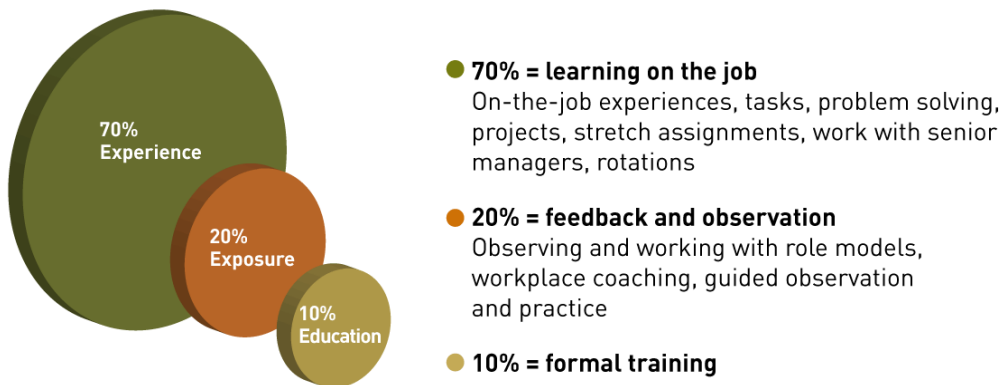 70%
Experience
20%
Exposure
10%
Education
70% = learning on the job
On-the-job experiences, tasks, problem solving,
projects, stretch assignments, work with senior
managers, rotations
20% = feedback and observation
Observing and working with role models,
workplace coaching, guided observation
and practice
10% = formal training